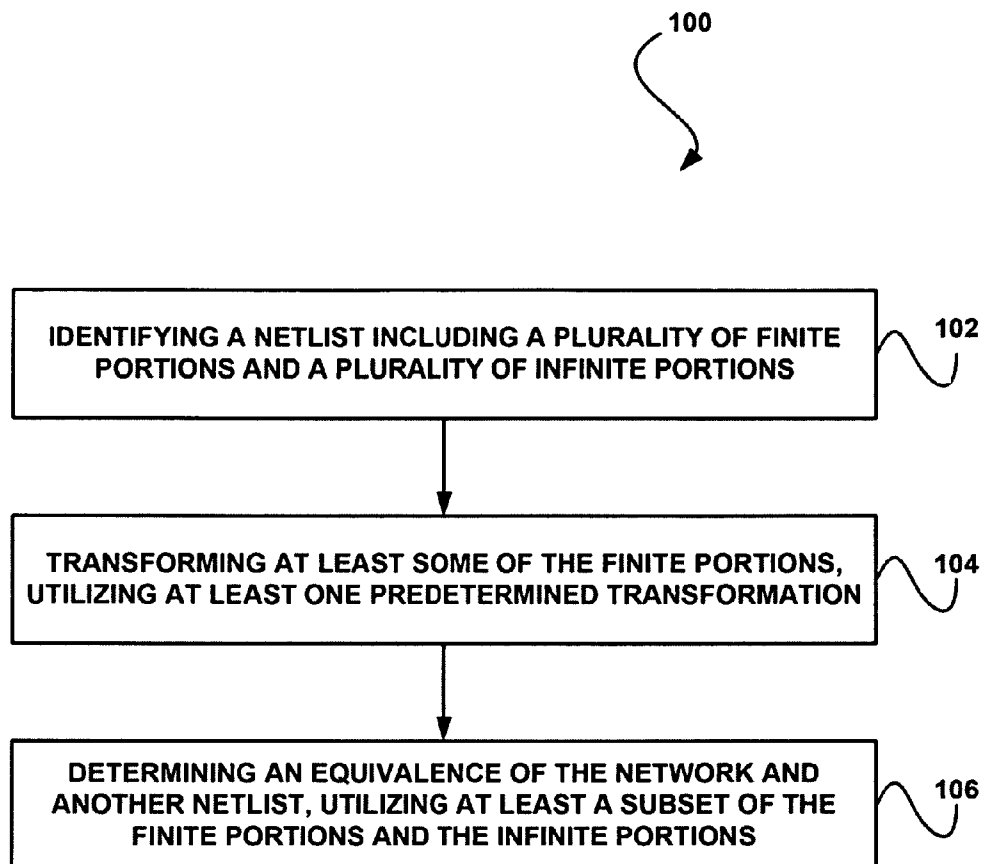 100
IDENTIFYING A NETLIST INCLUDING A PLURALITY OF FINITE
PORTIONS AND A PLURALITY OF INFINITE PORTIONS
102
TRANSFORMING AT LEAST SOME OF THE FINITE PORTIONS,
UTILIZING AT LEAST ONE PREDETERMINED TRANSFORMATION
104
DETERMINING AN EQUIVALENCE OF THE NETWORK AND
ANOTHER NETLIST, UTILIZING AT LEAST A SUBSET OF THE
FINITE PORTIONS AND THE INFINITE PORTIONS
106